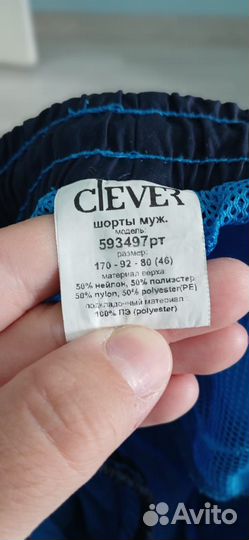 CLEVER
шорты муж.
модель:
593497рт
размер:
170 - 92 - 80 (46)
материал верха
50% нейлон, 50% полиэстер
50% nylon, 50% polyester(PE)
подкладочный материал
100% ПЭ (polyester)
Avito